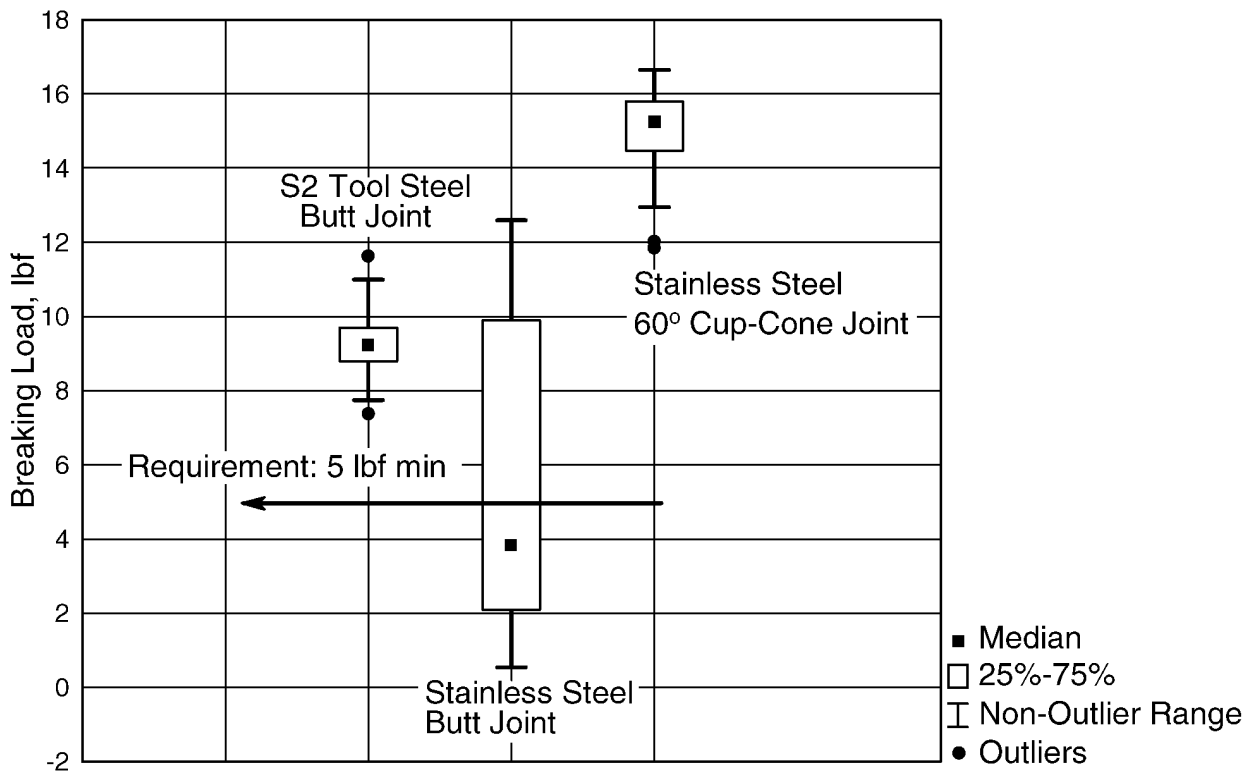 18
16
14
12
10
8
6
4
2
0
-2
Breaking Load, lbf
S2 Tool Steel
Butt Joint
Stainless Steel
60º Cup-Cone Joint
Requirement: 5 lbf min
Stainless Steel
Butt Joint
Median
25%-75%
Non-Outlier Range
Outliers